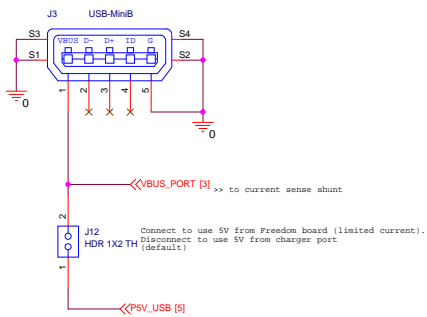 J3 USB-MiniB
VBUS D- D+ ID G
S3
S4
S1
S2
1 2 3 4 5
0
0
VBUS_PORT [3] >> to current sense shunt
2
J12
HDR 1X2 TH
1
Connect to use 5V from Freedom board (limited current).
Disconnect to use 5V from charger port
(default)
P5V_USB [5]